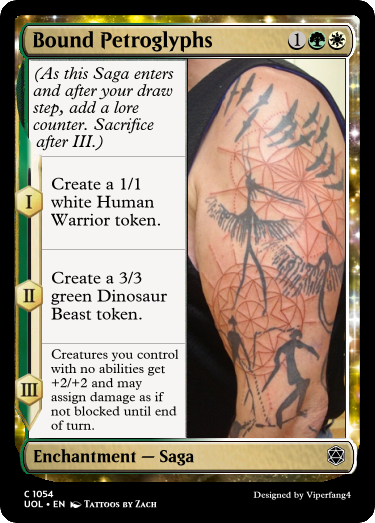 Bound Petroglyphs 1
(As this Saga enters
and after your draw
step, add a lore
counter. Sacrifice
after III.)
I
Create a 1/1
white Human
Warrior token.
II
Create a 3/3
green Dinosaur
Beast token.
III
Creatures you control
with no abilities get
+2/+2 and may
assign damage as if
not blocked until end
of turn.
Enchantment — Saga
C 1054
UOL • EN Tattoos by Zach
Designed by Viperfang4